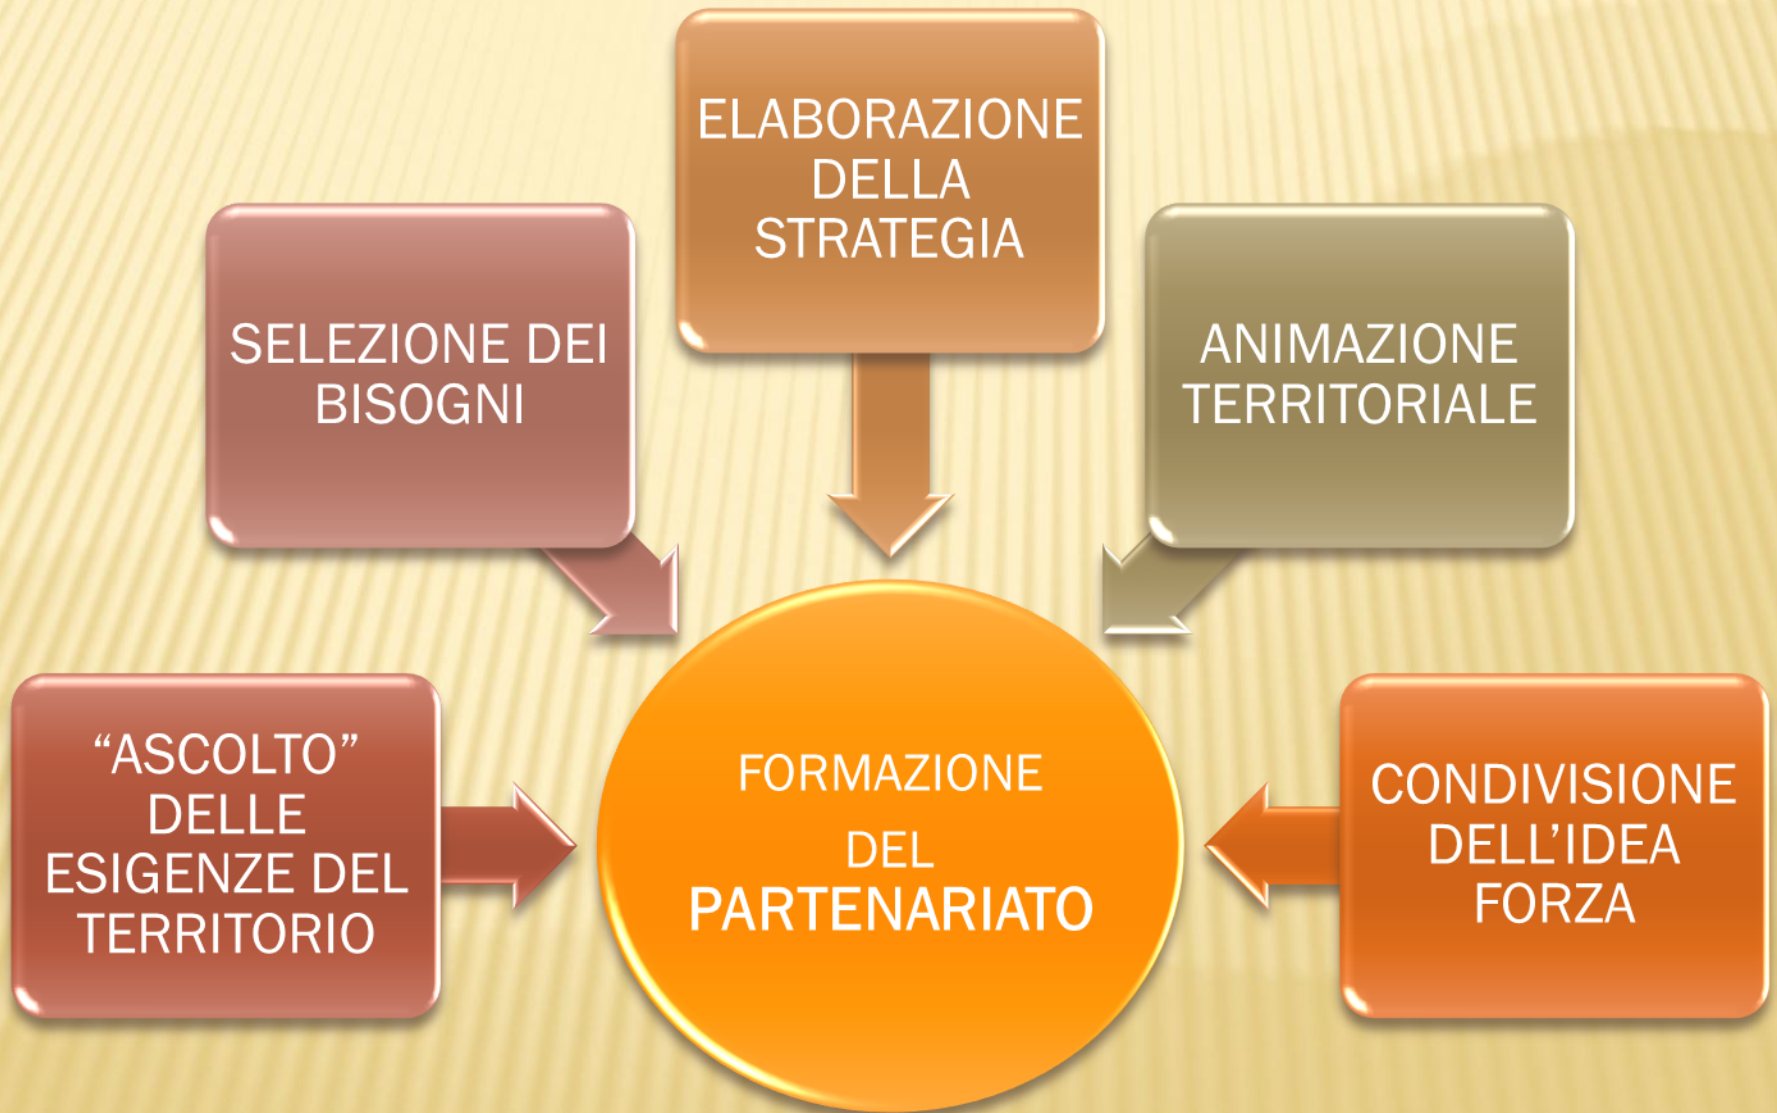 ELABORAZIONE
DELLA
STRATEGIA
SELEZIONE DEI
BISOGNI
ANIMAZIONE
TERRITORIALE
“ASCOLTO”
DELLE
ESIGENZE DEL
TERRITORIO
FORMAZIONE
DEL
PARTENARIATO
CONDIVISIONE
DELL’IDEA
FORZA